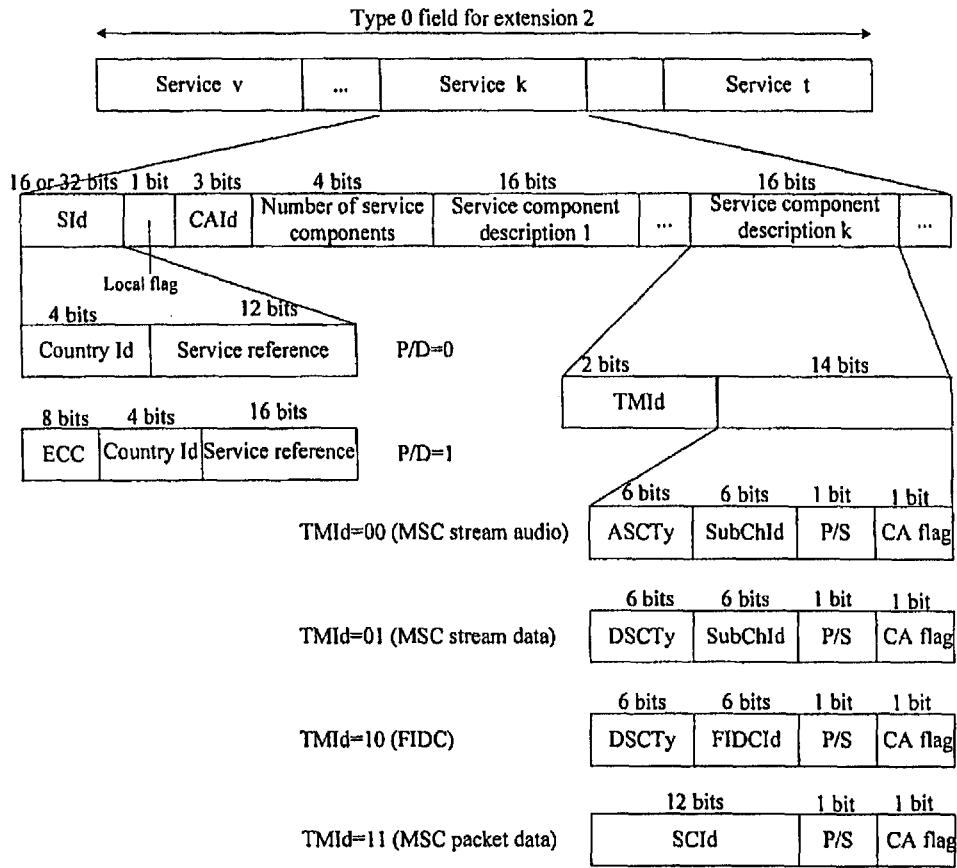 Type 0 field for extension 2
Service v ... Service k Service t
16 or 32 bits 1 bit 3 bits 4 bits 16 bits 16 bits
SId CAId Number of service components Service component description 1 ... Service component description k ...
Local flag
4 bits 12 bits
Country Id Service reference P/D=0
2 bits 14 bits
TMId
8 bits 4 bits 16 bits
ECC Country Id Service reference P/D=1
6 bits 6 bits 1 bit 1 bit
TMId=00 (MSC stream audio) ASCTy SubChId P/S CA flag
6 bits 6 bits 1 bit 1 bit
TMId=01 (MSC stream data) DSCTy SubChId P/S CA flag
6 bits 6 bits 1 bit 1 bit
TMId=10 (FIDC) DSCTy FIDCId P/S CA flag
12 bits 1 bit 1 bit
TMId=11 (MSC packet data) SCId P/S CA flag